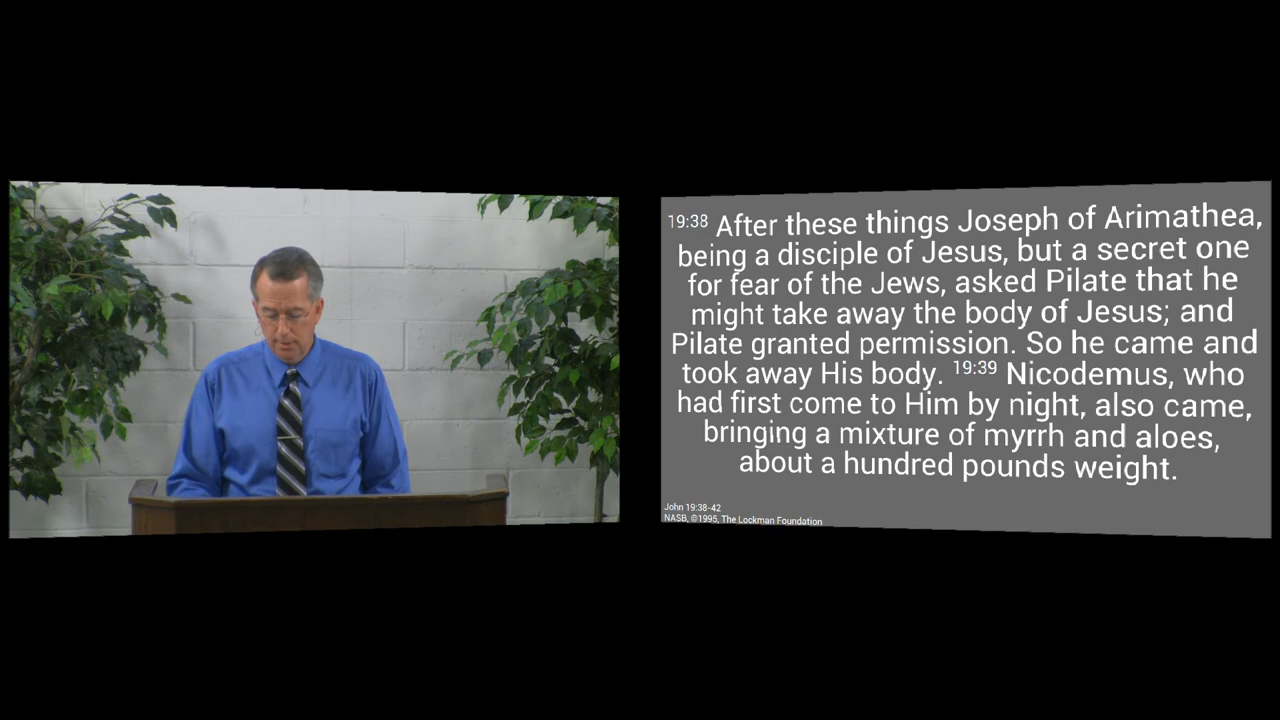 19:38 After these things Joseph of Arimathea,
being a disciple of Jesus, but a secret one
for fear of the Jews, asked Pilate that he
might take away the body of Jesus; and
Pilate granted permission. So he came and
took away His body. 19:39 Nicodemus, who
had first come to Him by night, also came,
bringing a mixture of myrrh and aloes,
about a hundred pounds weight.
John 19:38-42
NASB, ©1995, The Lockman Foundation